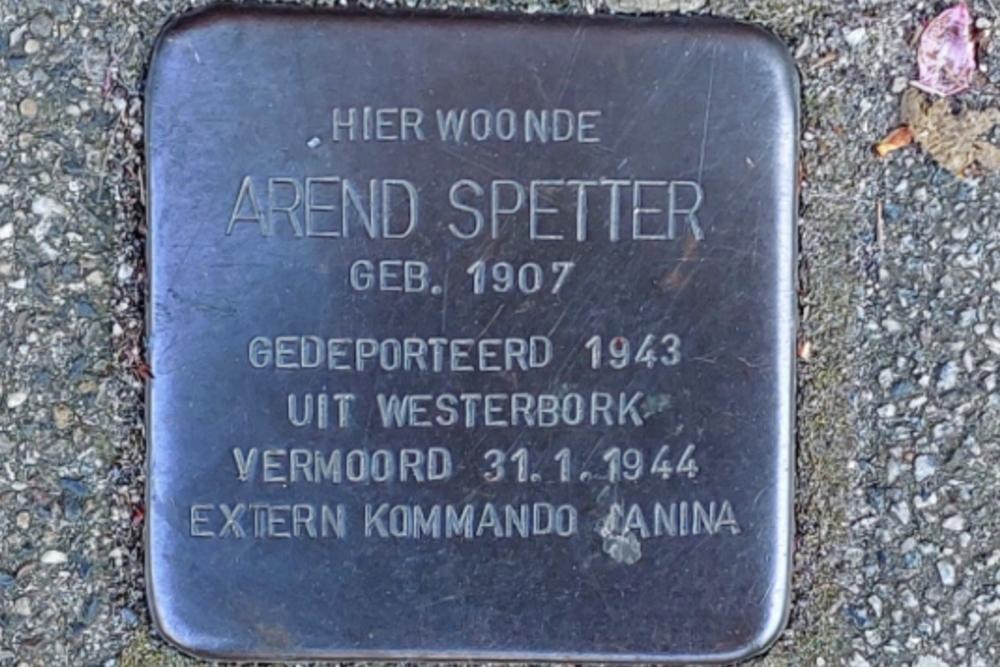 HIER WOONDE
AREND SPETTER
GEB. 1907
GEDEPORTEERD 1943
UIT WESTERBORK
VERMOORD 31.1.1944
EXTERN KOMMANDO JANINA